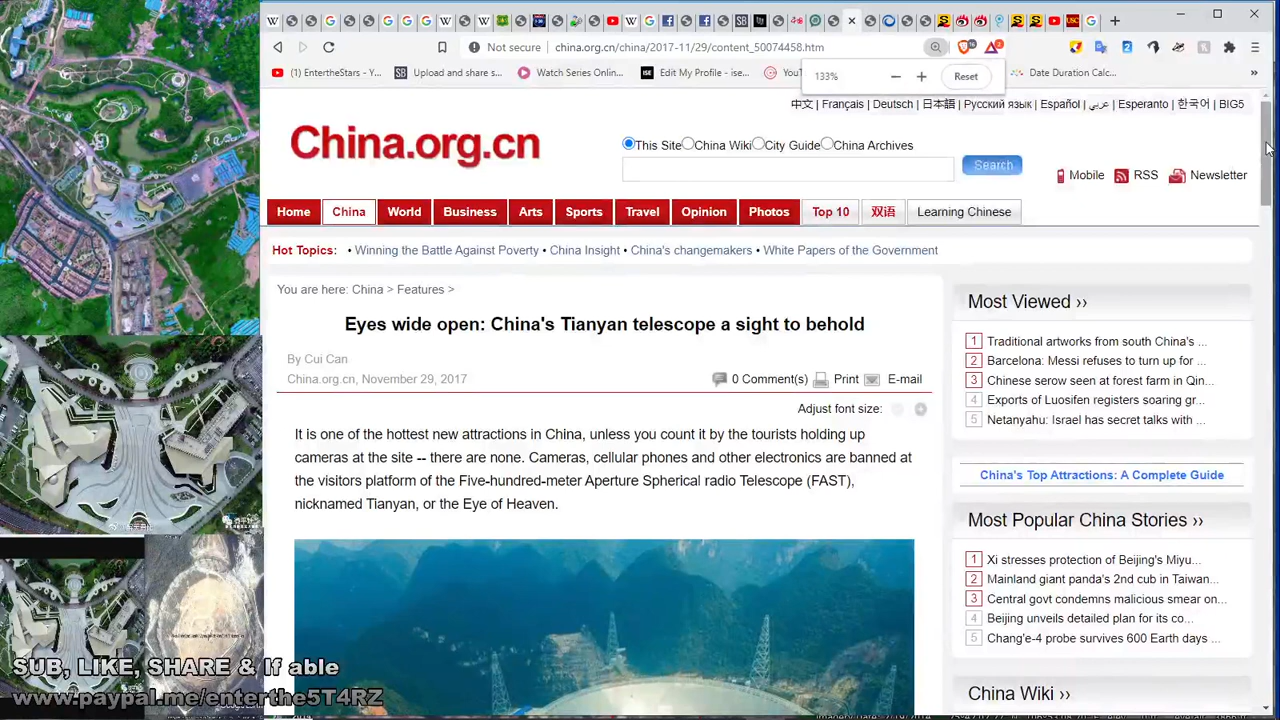 Not secure china.org.cn/china/2017-11/29/content_50074458.htm
(1) EntertheStars - Y... Upload and share s... Watch Series Onlin... Edit My Profile - ise... Date Duration Calc... »
133% Reset
中文 | Français | Deutsch | 日本語 | Русский язык | Español | عربي | Esperanto | 한국어 | BIG5
China.org.cn
This Site China Wiki City Guide China Archives
Search
Mobile RSS Newsletter
Home China World Business Arts Sports Travel Opinion Photos Top 10 双语 Learning Chinese
Hot Topics: • Winning the Battle Against Poverty • China Insight • China's changemakers • White Papers of the Government
You are here: China > Features >
Eyes wide open: China's Tianyan telescope a sight to behold
By Cui Can
China.org.cn, November 29, 2017
0 Comment(s) Print E-mail
Adjust font size:
It is one of the hottest new attractions in China, unless you count it by the tourists holding up
cameras at the site -- there are none. Cameras, cellular phones and other electronics are banned at
the visitors platform of the Five-hundred-meter Aperture Spherical radio Telescope (FAST),
nicknamed Tianyan, or the Eye of Heaven.
Most Viewed ››
1 Traditional artworks from south China's ...
2 Barcelona: Messi refuses to turn up for ...
3 Chinese serow seen at forest farm in Qin...
4 Exports of Luosifen registers soaring gr...
5 Netanyahu: Israel has secret talks with ...
China's Top Attractions: A Complete Guide
Most Popular China Stories ››
1 Xi stresses protection of Beijing's Miyu...
2 Mainland giant panda's 2nd cub in Taiwan...
3 Central govt condemns malicious smear on...
4 Beijing unveils detailed plan for its co...
5 Chang'e-4 probe survives 600 Earth days ...
China Wiki ››
SUB, LIKE, SHARE & If able
www.paypal.me/enterthe5T4RZ